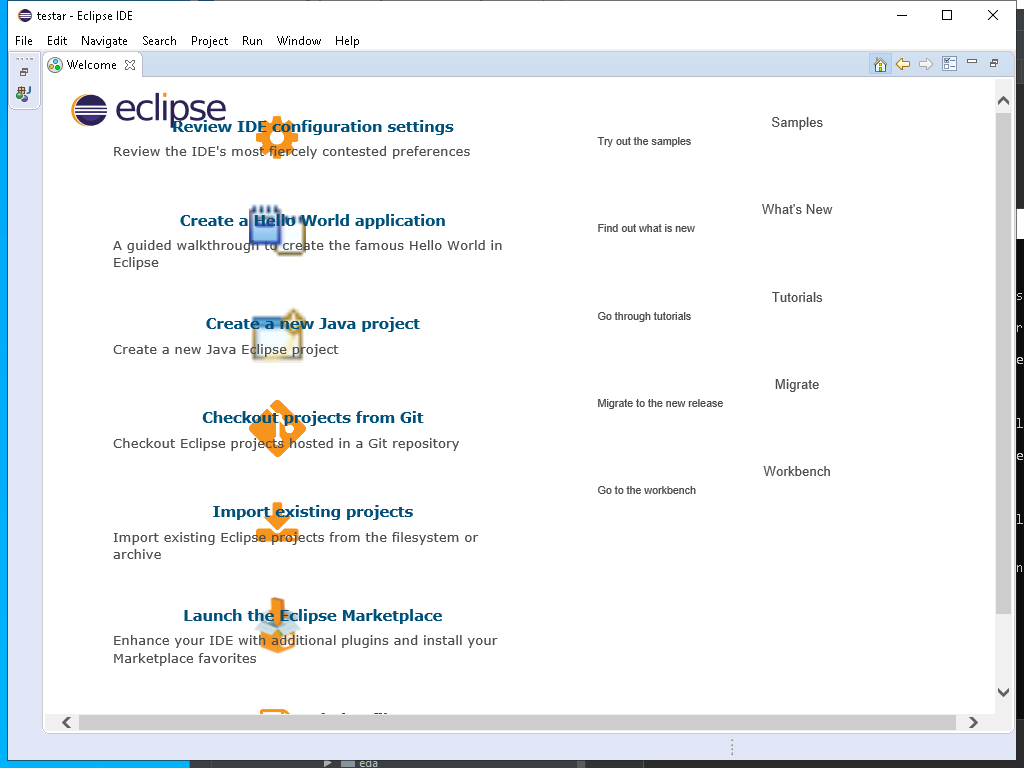 testar - Eclipse IDE
File Edit Navigate Search Project Run Window Help
Welcome
eclipse
Review IDE configuration settings
Review the IDE's most fiercely contested preferences
Create a Hello World application
A guided walkthrough to create the famous Hello World in
Eclipse
Create a new Java project
Create a new Java Eclipse project
Checkout projects from Git
Checkout Eclipse projects hosted in a Git repository
Import existing projects
Import existing Eclipse projects from the filesystem or
archive
Launch the Eclipse Marketplace
Enhance your IDE with additional plugins and install your
Marketplace favorites
Samples
Try out the samples
What's New
Find out what is new
Tutorials
Go through tutorials
Migrate
Migrate to the new release
Workbench
Go to the workbench
eda